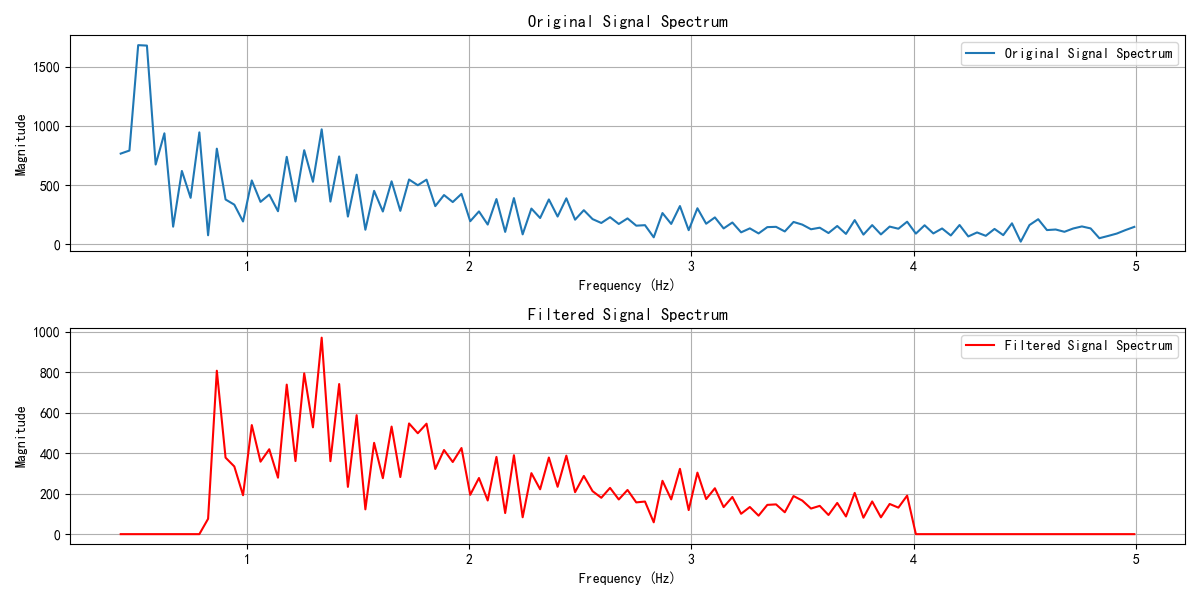 Original Signal Spectrum
Original Signal Spectrum
Magnitude
1500
1000
500
0
1 2 3 4 5
Frequency (Hz)
Filtered Signal Spectrum
Filtered Signal Spectrum
Magnitude
1000
800
600
400
200
0
1 2 3 4 5
Frequency (Hz)